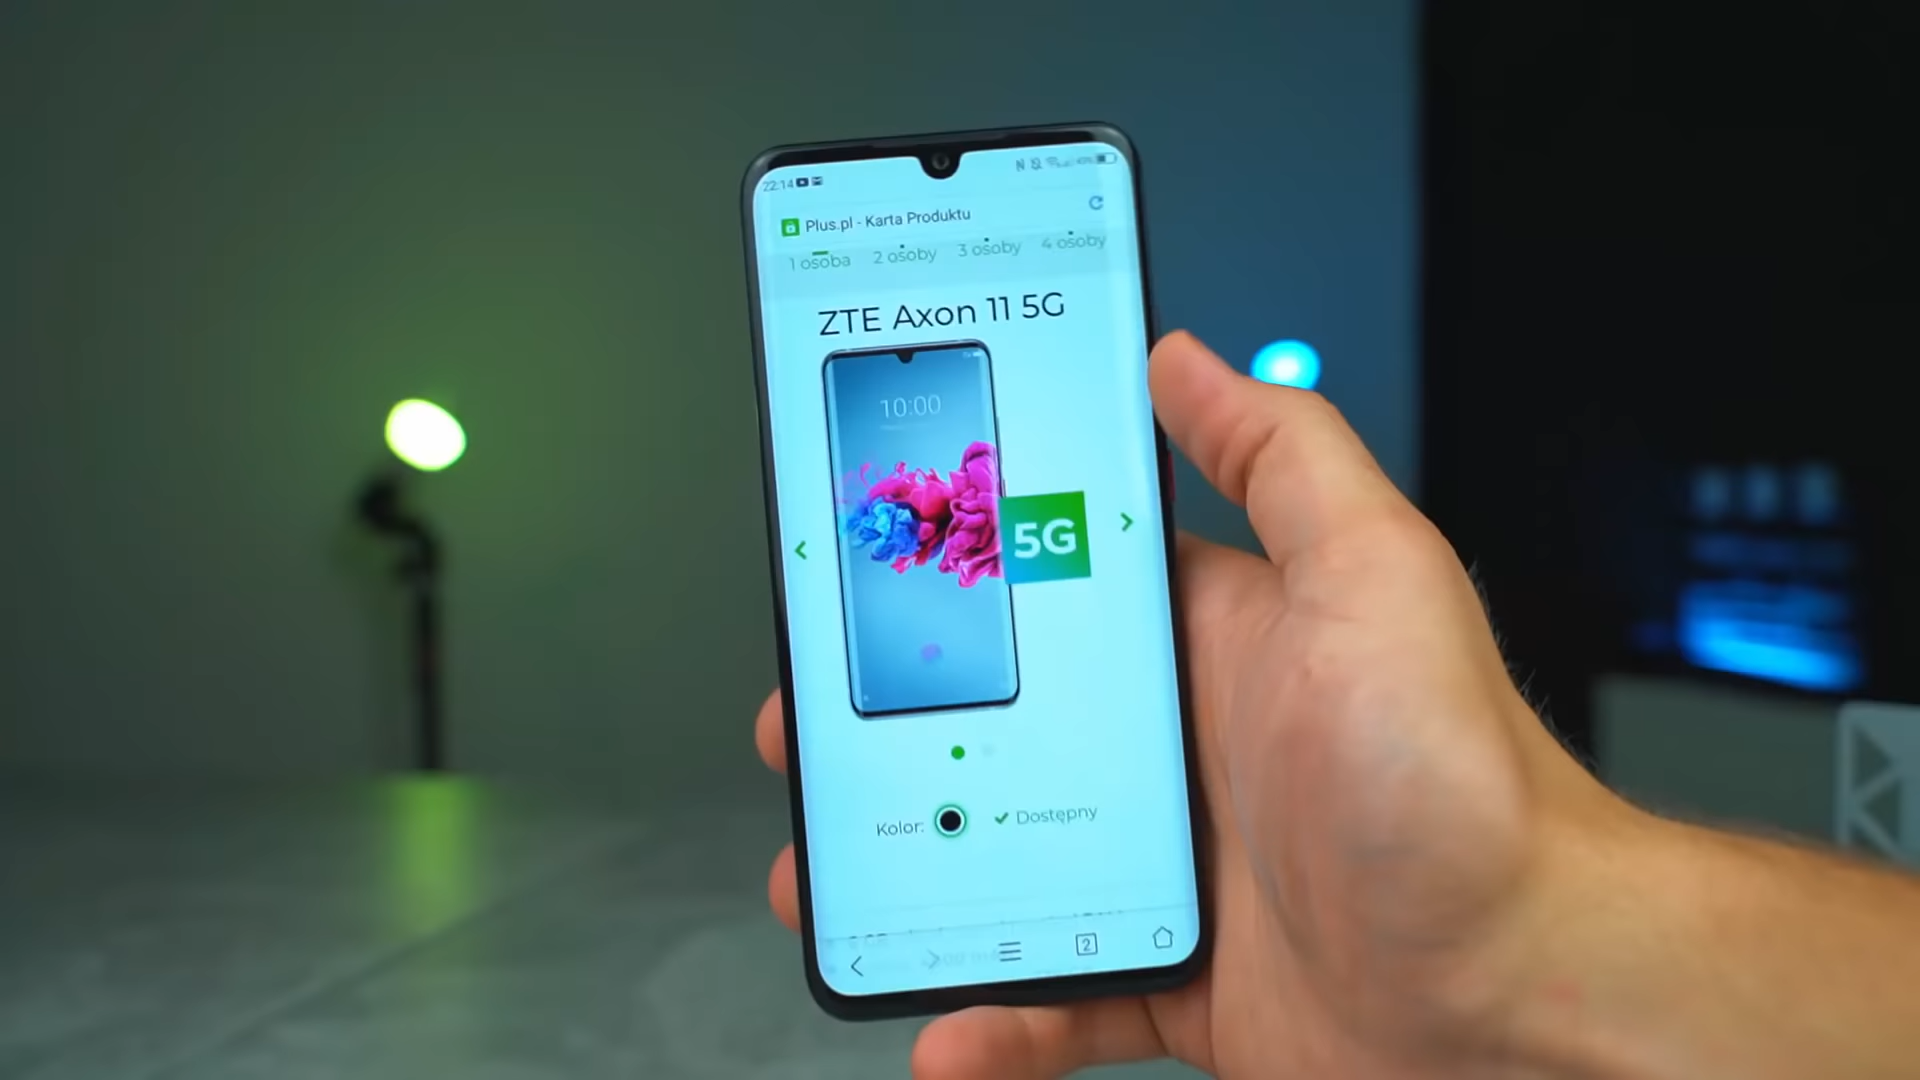 22:14
Plus.pl - Karta Produktu
1 osoba 2 osoby 3 osoby 4 osoby
ZTE Axon 11 5G
10:00
5G
Kolor: Dostępny
2